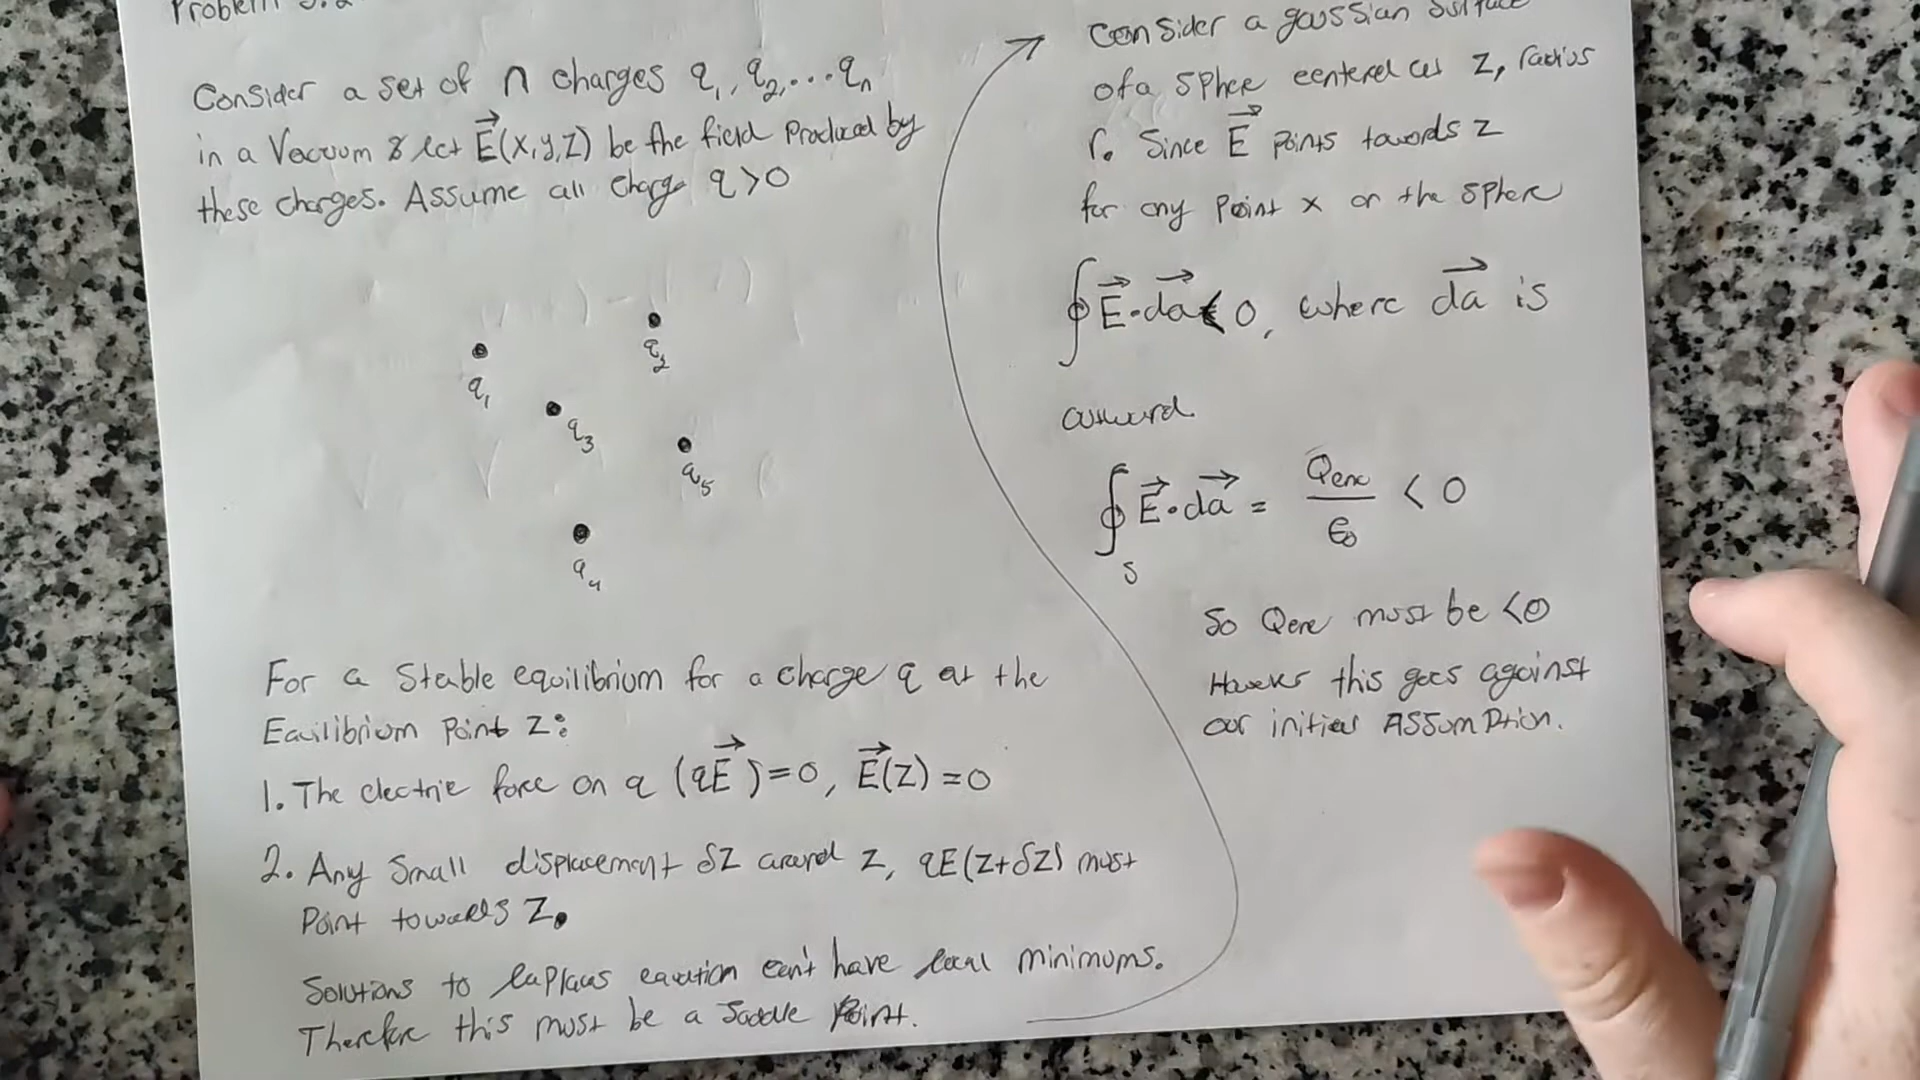 Problem 3.2
Consider a set of n charges q₁, q₂, ... qₙ
in a Vacuum & let E⃗(x,y,z) be the field Produced by
these charges. Assume all charge q>0
q₁
q₂
q₃
q₅
q₄
For a Stable equilibrium for a charge q at the
Equilibrium Point Z:
1. The electric force on q (qE⃗)=0, E⃗(Z)=0
2. Any Small displacement δZ around Z, qE(Z+δZ) must
Point towards Z.
Solutions to laplaces equation can't have local minimums.
Therefore this must be a Saddle Point.
Consider a gaussian Surface
of a Sphere centered at Z, radius
r. Since E⃗ points towards Z
for any Point x on the Sphere
∮E⃗·da⃗ < 0, where da⃗ is
outward.
∮E⃗·da⃗ = Qenc/ϵ₀ < 0
S
So Qenc must be <0
However this goes against
our initial Assumption.